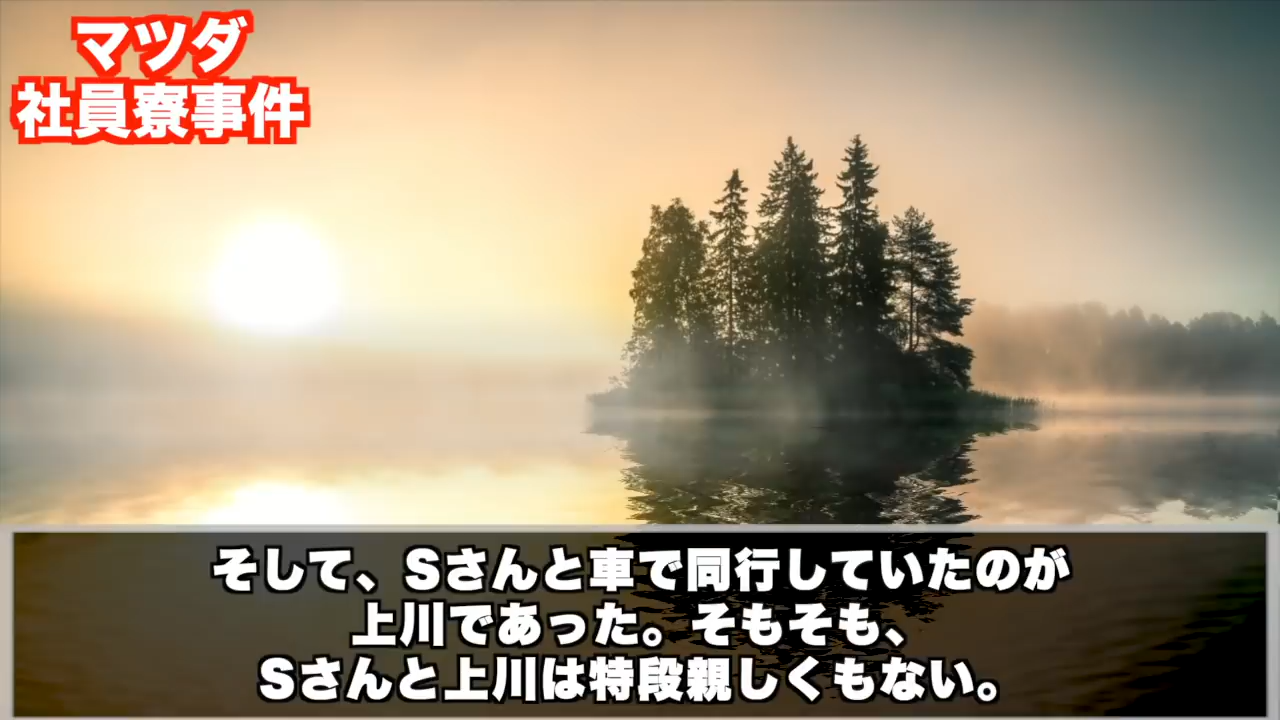 マツダ
社員寮事件
そして、Sさんと車で同行していたのが
上川であった。そもそも、
Sさんと上川は特段親しくもない。